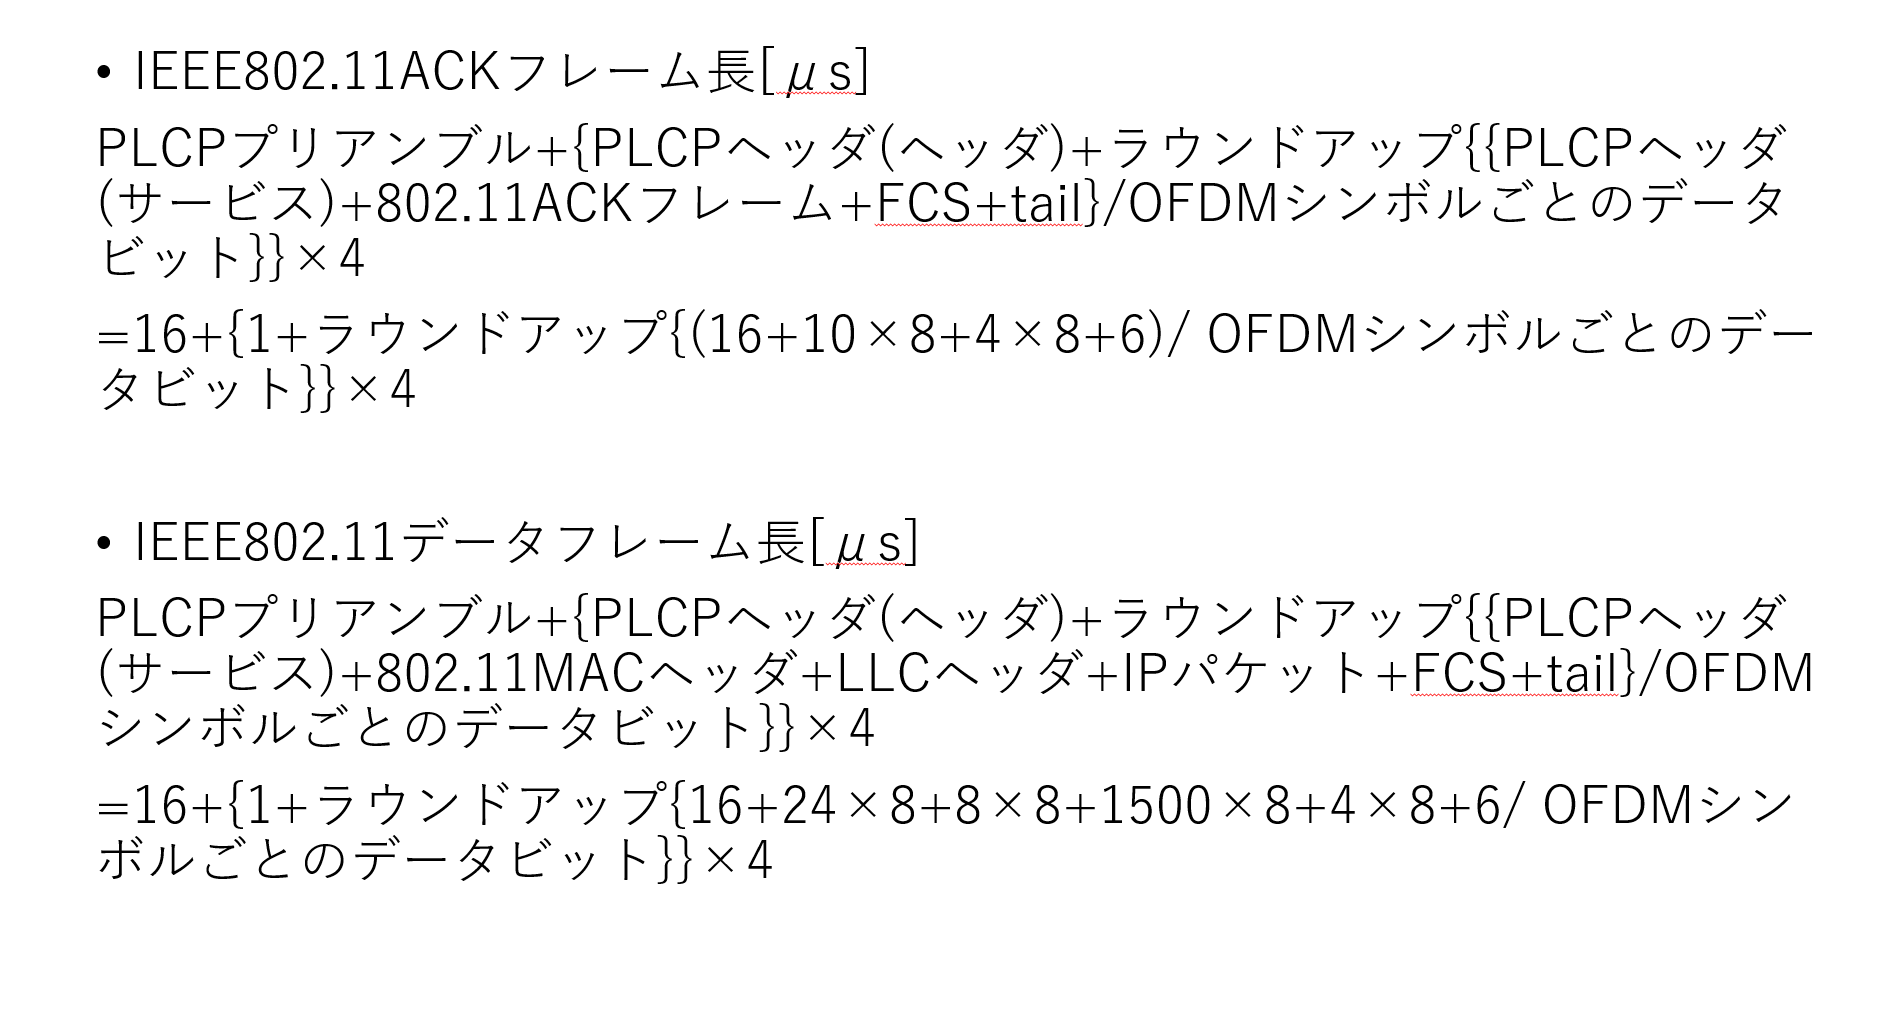 • IEEE802.11ACKフレーム長[μs]
PLCPプリアンブル+{PLCPヘッダ(ヘッダ)+ラウンドアップ{{PLCPヘッダ
(サービス)+802.11ACKフレーム+FCS+tail}/OFDMシンボルごとのデータ
ビット}}×4
=16+{1+ラウンドアップ{(16+10×8+4×8+6)/ OFDMシンボルごとのデー
タビット}}×4
• IEEE802.11データフレーム長[μs]
PLCPプリアンブル+{PLCPヘッダ(ヘッダ)+ラウンドアップ{{PLCPヘッダ
(サービス)+802.11MACヘッダ+LLCヘッダ+IPパケット+FCS+tail}/OFDM
シンボルごとのデータビット}}×4
=16+{1+ラウンドアップ{16+24×8+8×8+1500×8+4×8+6/ OFDMシン
ボルごとのデータビット}}×4